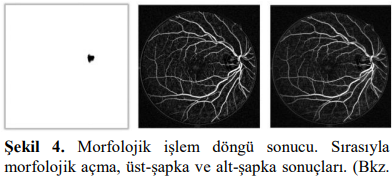 Şekil 4. Morfolojik işlem döngü sonucu. Sırasıyla
morfolojik açma, üst-şapka ve alt-şapka sonuçları. (Bkz.